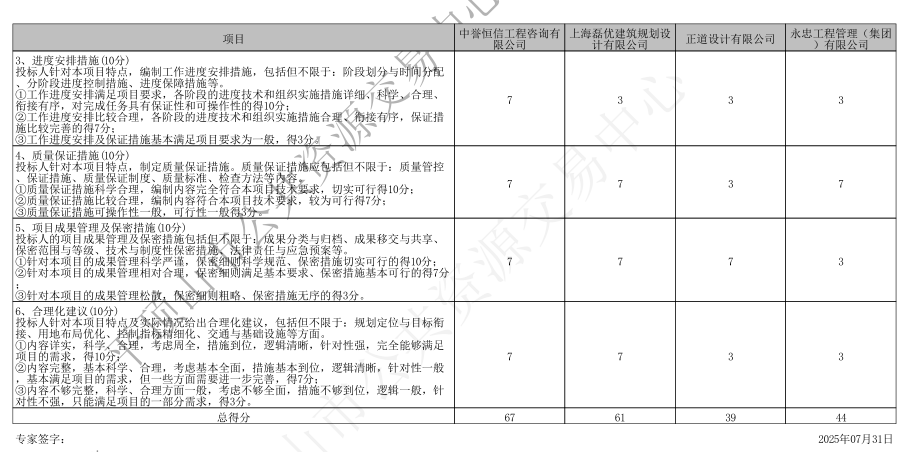 项目 中誉恒信工程咨询有限公司 上海磊优建筑规划设计有限公司 正道设计有限公司 永忠工程管理（集团）有限公司
3、进度安排措施(10分)
投标人针对本项目特点，编制工作进度安排措施，包括但不限于：阶段划分与时间分配
、分阶段进度控制措施、进度保障措施等。
①工作进度安排满足项目要求，各阶段的进度技术和组织实施措施详细、科学、合理、
衔接有序，对完成任务具有保证性和可操作性的得10分；
②工作进度安排比较合理，各阶段的进度技术和组织实施措施合理、衔接有序，保证措
施比较完善的得7分；
③工作进度安排及保证措施基本满足项目要求为一般，得3分。
7 3 3 3
4、质量保证措施(10分)
投标人针对本项目特点，制定质量保证措施。质量保证措施应包括但不限于：质量管控
、保证措施、质量保证制度、质量标准、检查方法等内容。
①质量保证措施科学合理，编制内容完全符合本项目技术要求，切实可行得10分；
②质量保证措施比较合理，编制内容符合本项目技术要求，较为可行得7分；
③质量保证措施可操作性一般，可行性一般得3分。
7 7 3 7
5、项目成果管理及保密措施(10分)
投标人的项目成果管理及保密措施包括但不限于：成果分类与归档、成果移交与共享、
保密范围与等级、技术与制度性保密措施、法律责任与应急预案等。
①针对本项目的成果管理科学严谨，保密细则科学规范、保密措施切实可行的得10分；
②针对本项目的成果管理相对合理，保密细则满足基本要求、保密措施基本可行的得7分
；
③针对本项目的成果管理松散，保密细则粗略、保密措施无序的得3分。
7 7 7 3
6、合理化建议(10分)
投标人针对本项目特点及实际情况给出合理化建议，包括但不限于：规划定位与目标衔
接、用地布局优化、控制指标精细化、交通与基础设施等方面。
①内容详实，科学、合理，考虑周全，措施到位，逻辑清晰，针对性强，完全能够满足
项目的需求，得10分；
②内容完整，基本科学、合理，考虑基本全面，措施基本到位，逻辑清晰，针对性一般
，基本满足项目的需求，但一些方面需要进一步完善，得7分；
③内容不够完整，科学、合理方面一般，考虑不够全面，措施不够到位，逻辑一般，针
对性不强，只能满足项目的一部分需求，得3分。
7 7 3 3
总得分 67 61 39 44
专家签字： 2025年07月31日
平顶山市公共资源交易中心
山市公共资源交易中心